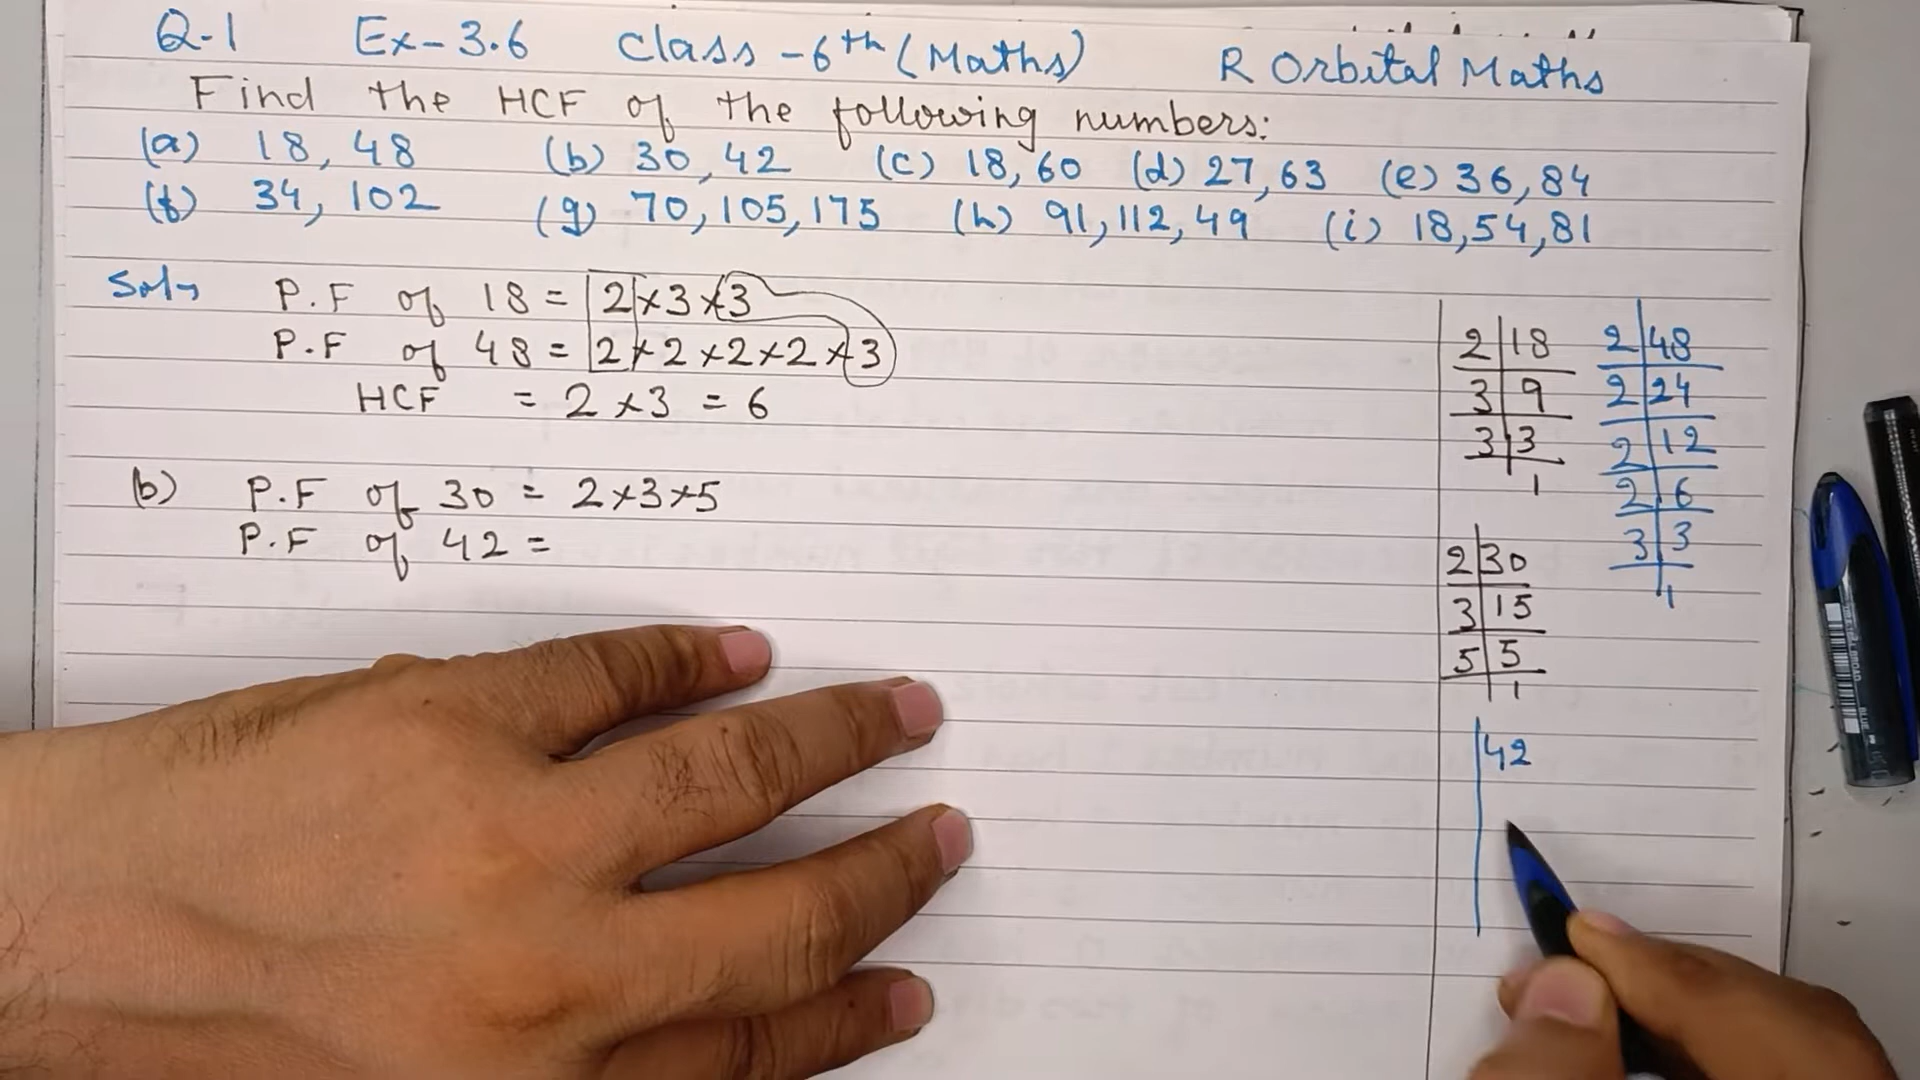 Q.1 Ex-3.6 Class-6th (Maths) R Orbital Maths
Find the HCF of the following numbers:
(a) 18, 48 (b) 30, 42 (c) 18, 60 (d) 27, 63 (e) 36, 84
(f) 34, 102 (g) 70, 105, 175 (h) 91, 112, 49 (i) 18, 54, 81
Soln P.F of 18 = 2×3×3
P.F of 48 = 2×2×2×2×3
HCF = 2×3 = 6
(b) P.F of 30 = 2×3×5
P.F of 42 =
2|18
3|9
3|3
1
2|48
2|24
2|12
2|6
3|3
1
2|30
3|15
5|5
1
|42